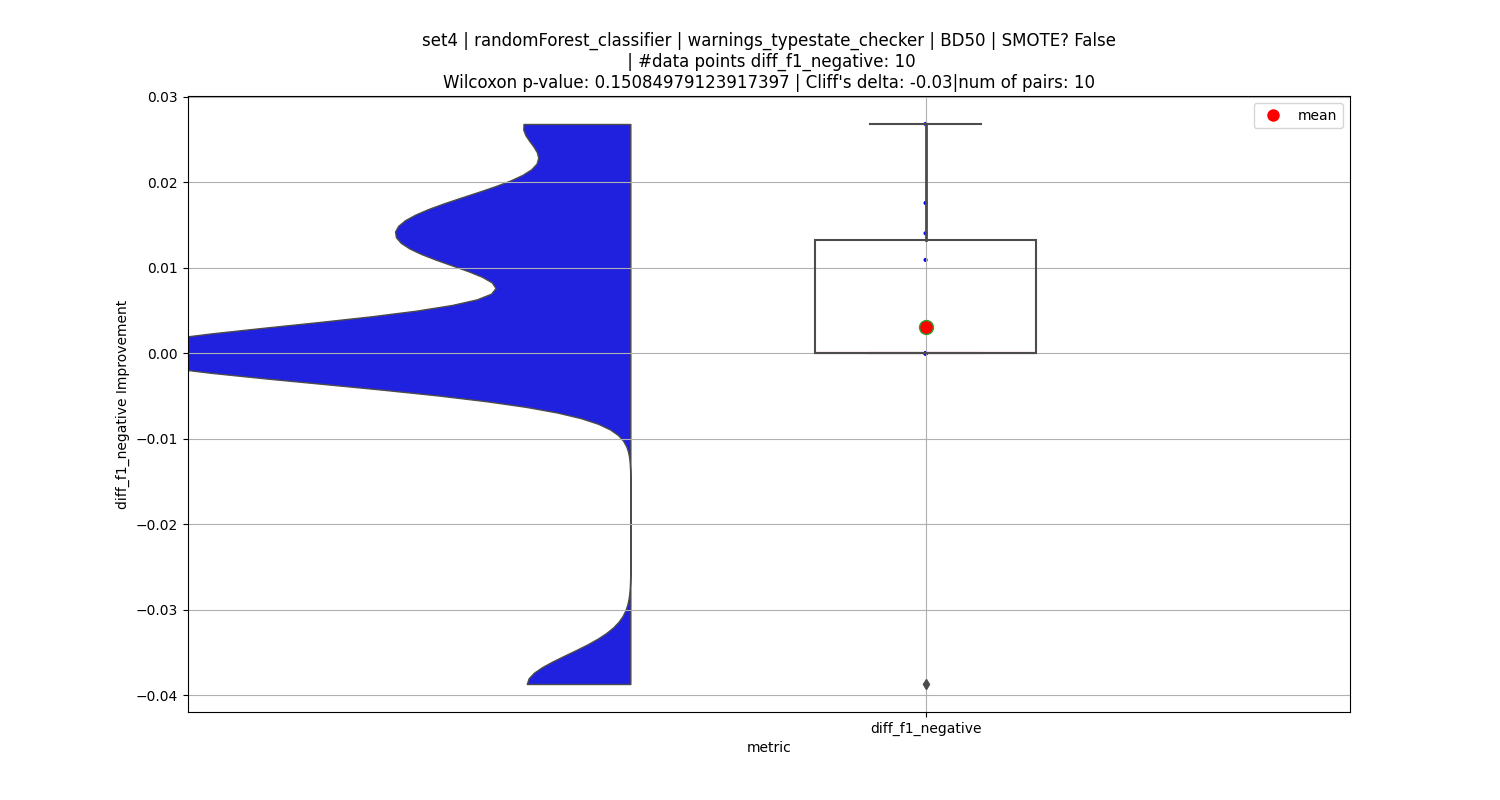 set4 | randomForest_classifier | warnings_typestate_checker | BD50 | SMOTE? False
| #data points diff_f1_negative: 10
Wilcoxon p-value: 0.15084979123917397 | Cliff's delta: -0.03|num of pairs: 10
mean
0.03
0.02
0.01
0.00
−0.01
−0.02
−0.03
−0.04
diff_f1_negative Improvement
diff_f1_negative
metric